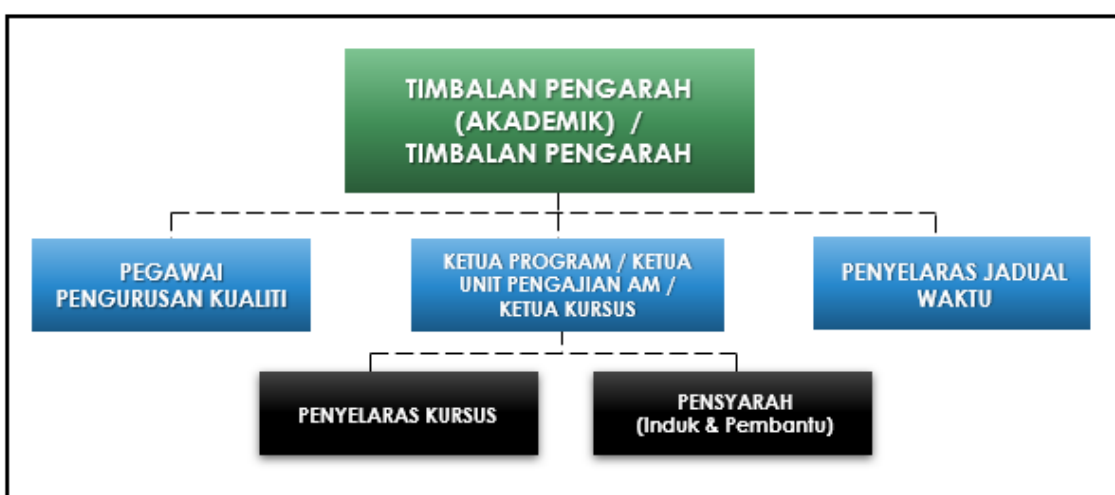 TIMBALAN PENGARAH
(AKADEMIK) /
TIMBALAN PENGARAH
PEGAWAI
PENGURUSAN KUALITI
KETUA PROGRAM / KETUA
UNIT PENGAJIAN AM /
KETUA KURSUS
PENYELARAS JADUAL
WAKTU
PENYELARAS KURSUS
PENSYARAH
(Induk & Pembantu)